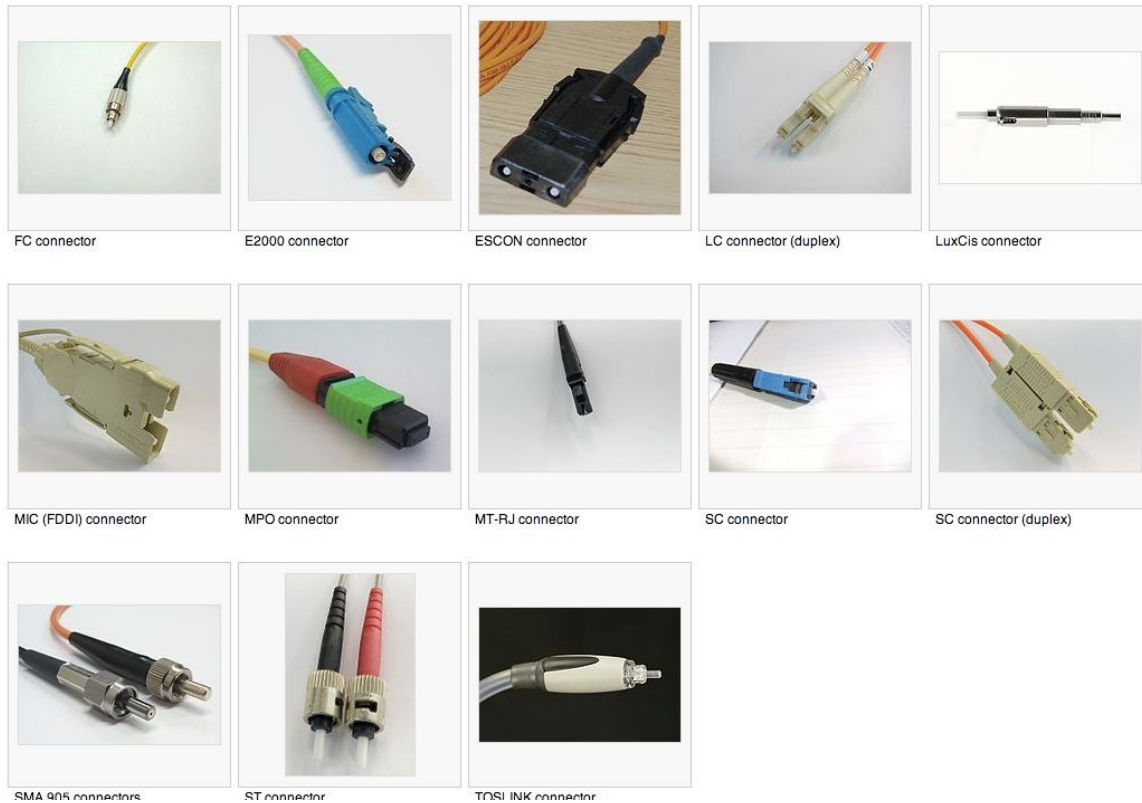 FC connector
E2000 connector
ESCON connector
LC connector (duplex)
LuxCis connector
MIC (FDDI) connector
MPO connector
MT-RJ connector
SC connector
SC connector (duplex)
SMA 905 connectors
ST connector
TOSLINK connector